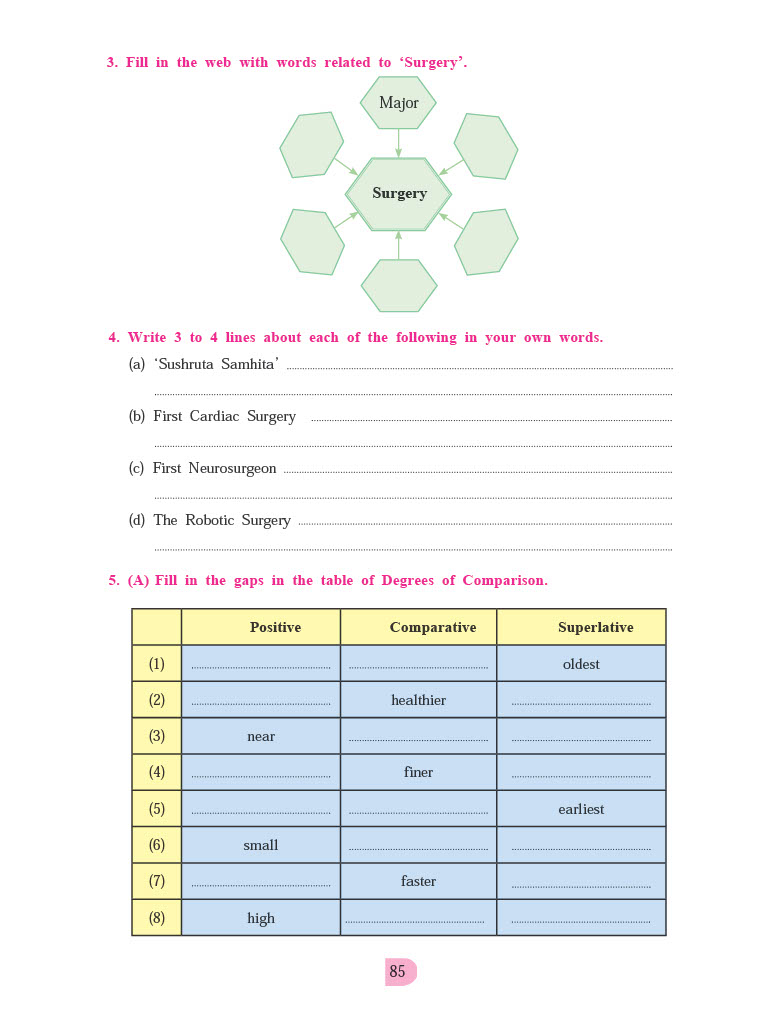 3. Fill in the web with words related to ‘Surgery’.
Major
Surgery
4. Write 3 to 4 lines about each of the following in your own words.
(a) ‘Sushruta Samhita’ ..........
..........
(b) First Cardiac Surgery ..........
..........
(c) First Neurosurgeon ..........
..........
(d) The Robotic Surgery ..........
..........
5. (A) Fill in the gaps in the table of Degrees of Comparison.
Positive Comparative Superlative
(1) .......... .......... oldest
(2) .......... healthier ..........
(3) near .......... ..........
(4) .......... finer ..........
(5) .......... .......... earliest
(6) small .......... ..........
(7) .......... faster ..........
(8) high .......... ..........
85